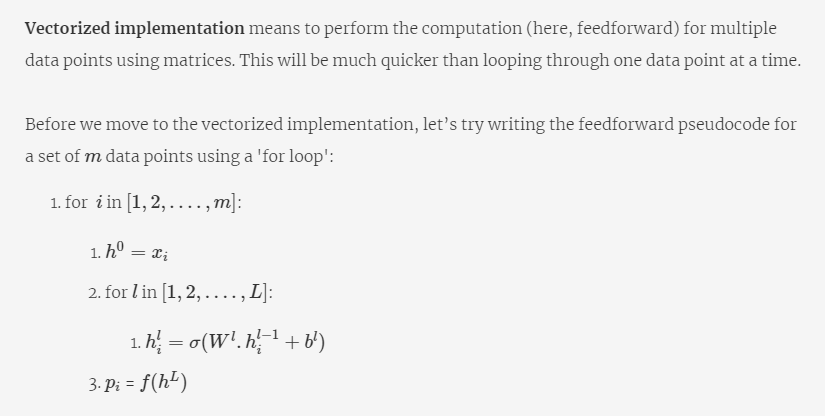 Vectorized implementation means to perform the computation (here, feedforward) for multiple
data points using matrices. This will be much quicker than looping through one data point at a time.
Before we move to the vectorized implementation, let’s try writing the feedforward pseudocode for
a set of m data points using a 'for loop':
1. for i in [1, 2, . . . . , m]:
1. h⁰ = xᵢ
2. for l in [1, 2, . . . . , L]:
1. hᵢˡ = σ(Wˡ. hᵢˡ⁻¹ + bˡ)
3. pᵢ = f(hᴸ)